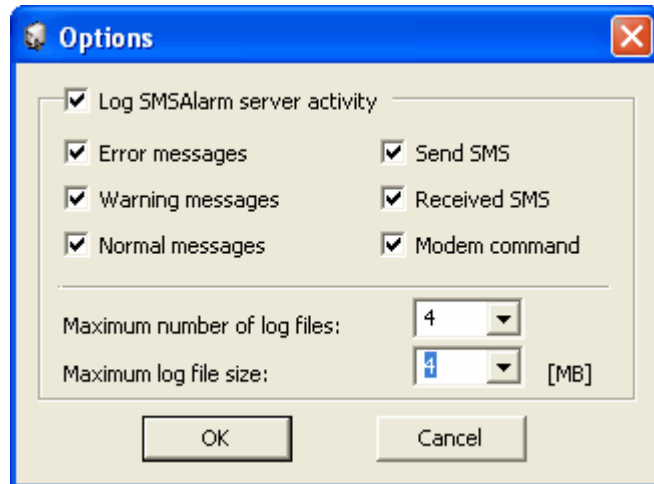 Options
Log SMSAlarm server activity
Error messages Send SMS
Warning messages Received SMS
Normal messages Modem command
Maximum number of log files: 4
Maximum log file size: 4 [MB]
OK Cancel